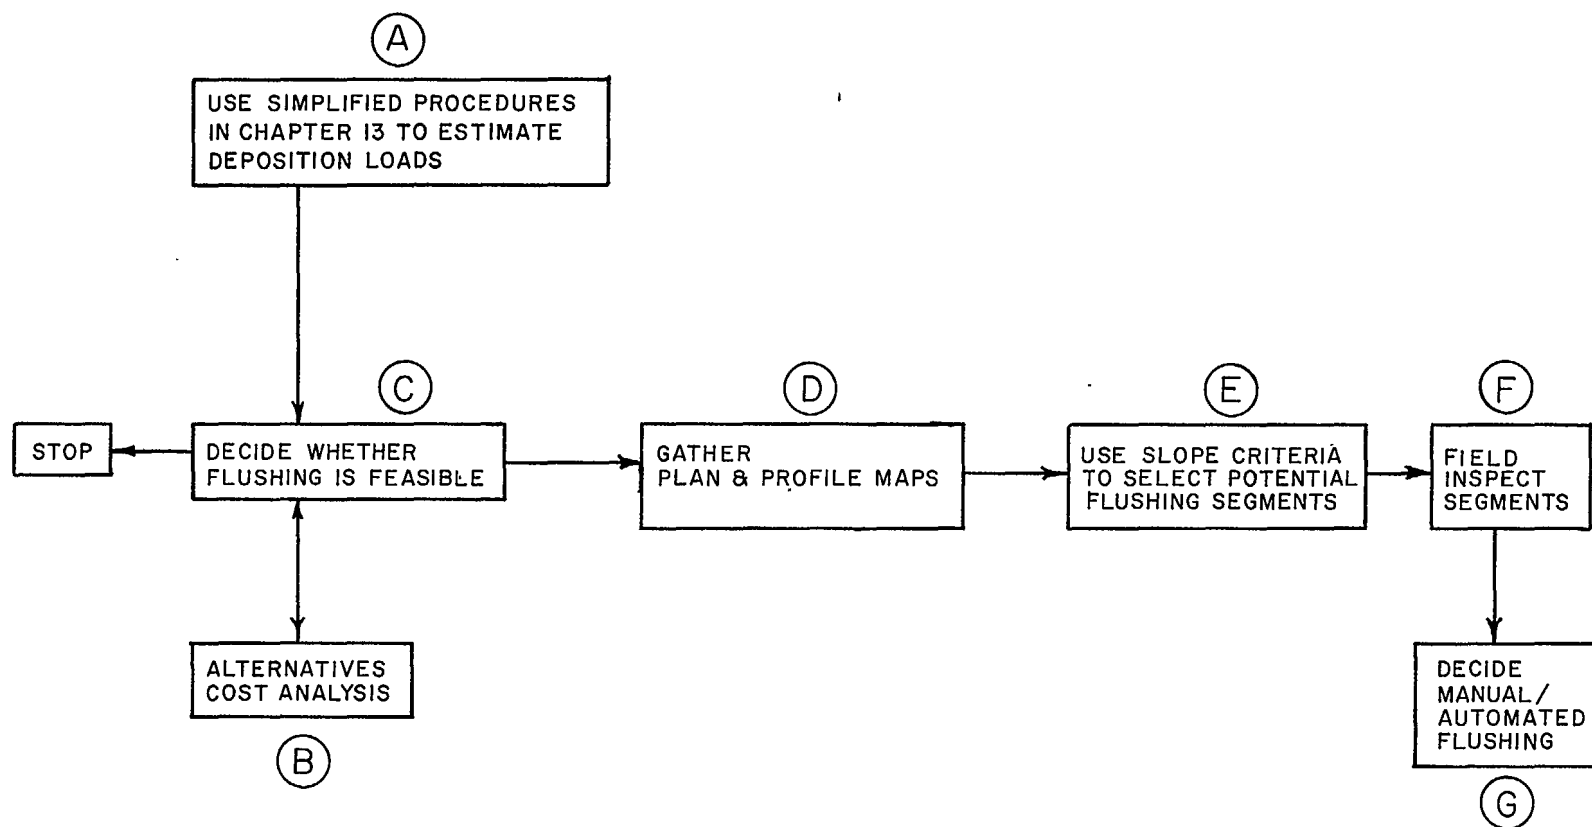 A
USE SIMPLIFIED PROCEDURES
IN CHAPTER 13 TO ESTIMATE
DEPOSITION LOADS
C
STOP
DECIDE WHETHER
FLUSHING IS FEASIBLE
D
GATHER
PLAN & PROFILE MAPS
E
USE SLOPE CRITERIA
TO SELECT POTENTIAL
FLUSHING SEGMENTS
F
FIELD
INSPECT
SEGMENTS
ALTERNATIVES
COST ANALYSIS
B
DECIDE
MANUAL/
AUTOMATED
FLUSHING
G